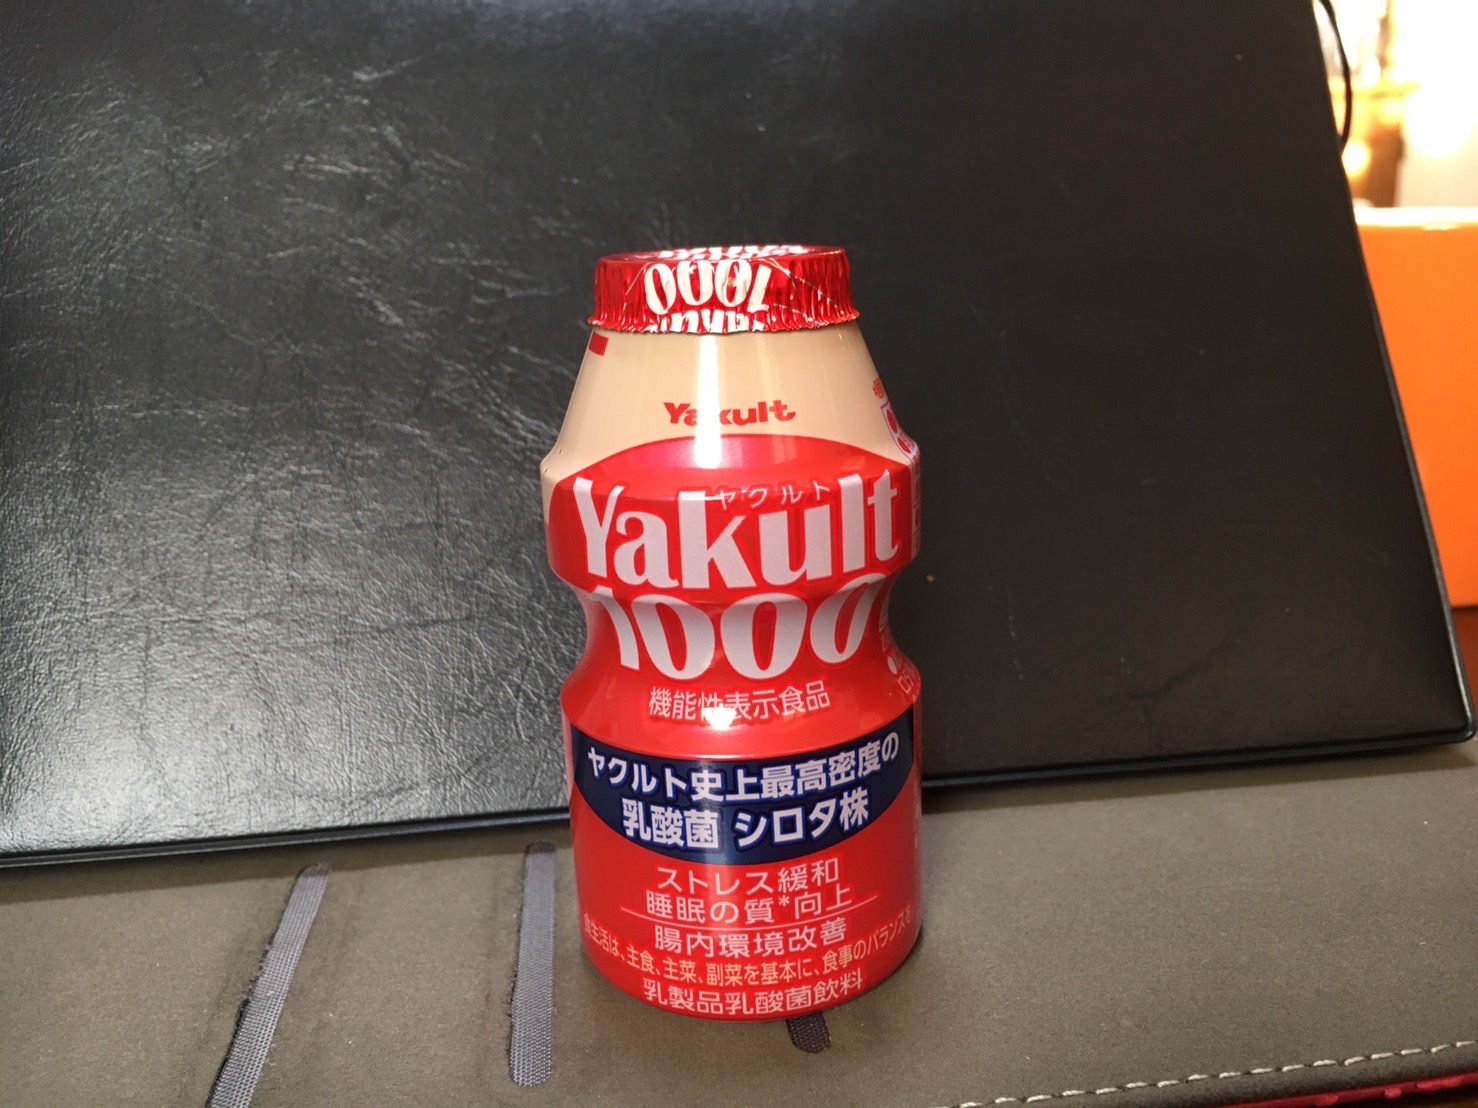 1000
Yakult
Yakult
ヤクルト
Yakult
1000
機能性表示食品
ヤクルト史上最高密度の
乳酸菌 シロタ株
ストレス緩和
睡眠の質*向上
腸内環境改善
食生活は、主食、主菜、副菜を基本に、食事のバランスを
乳製品乳酸菌飲料